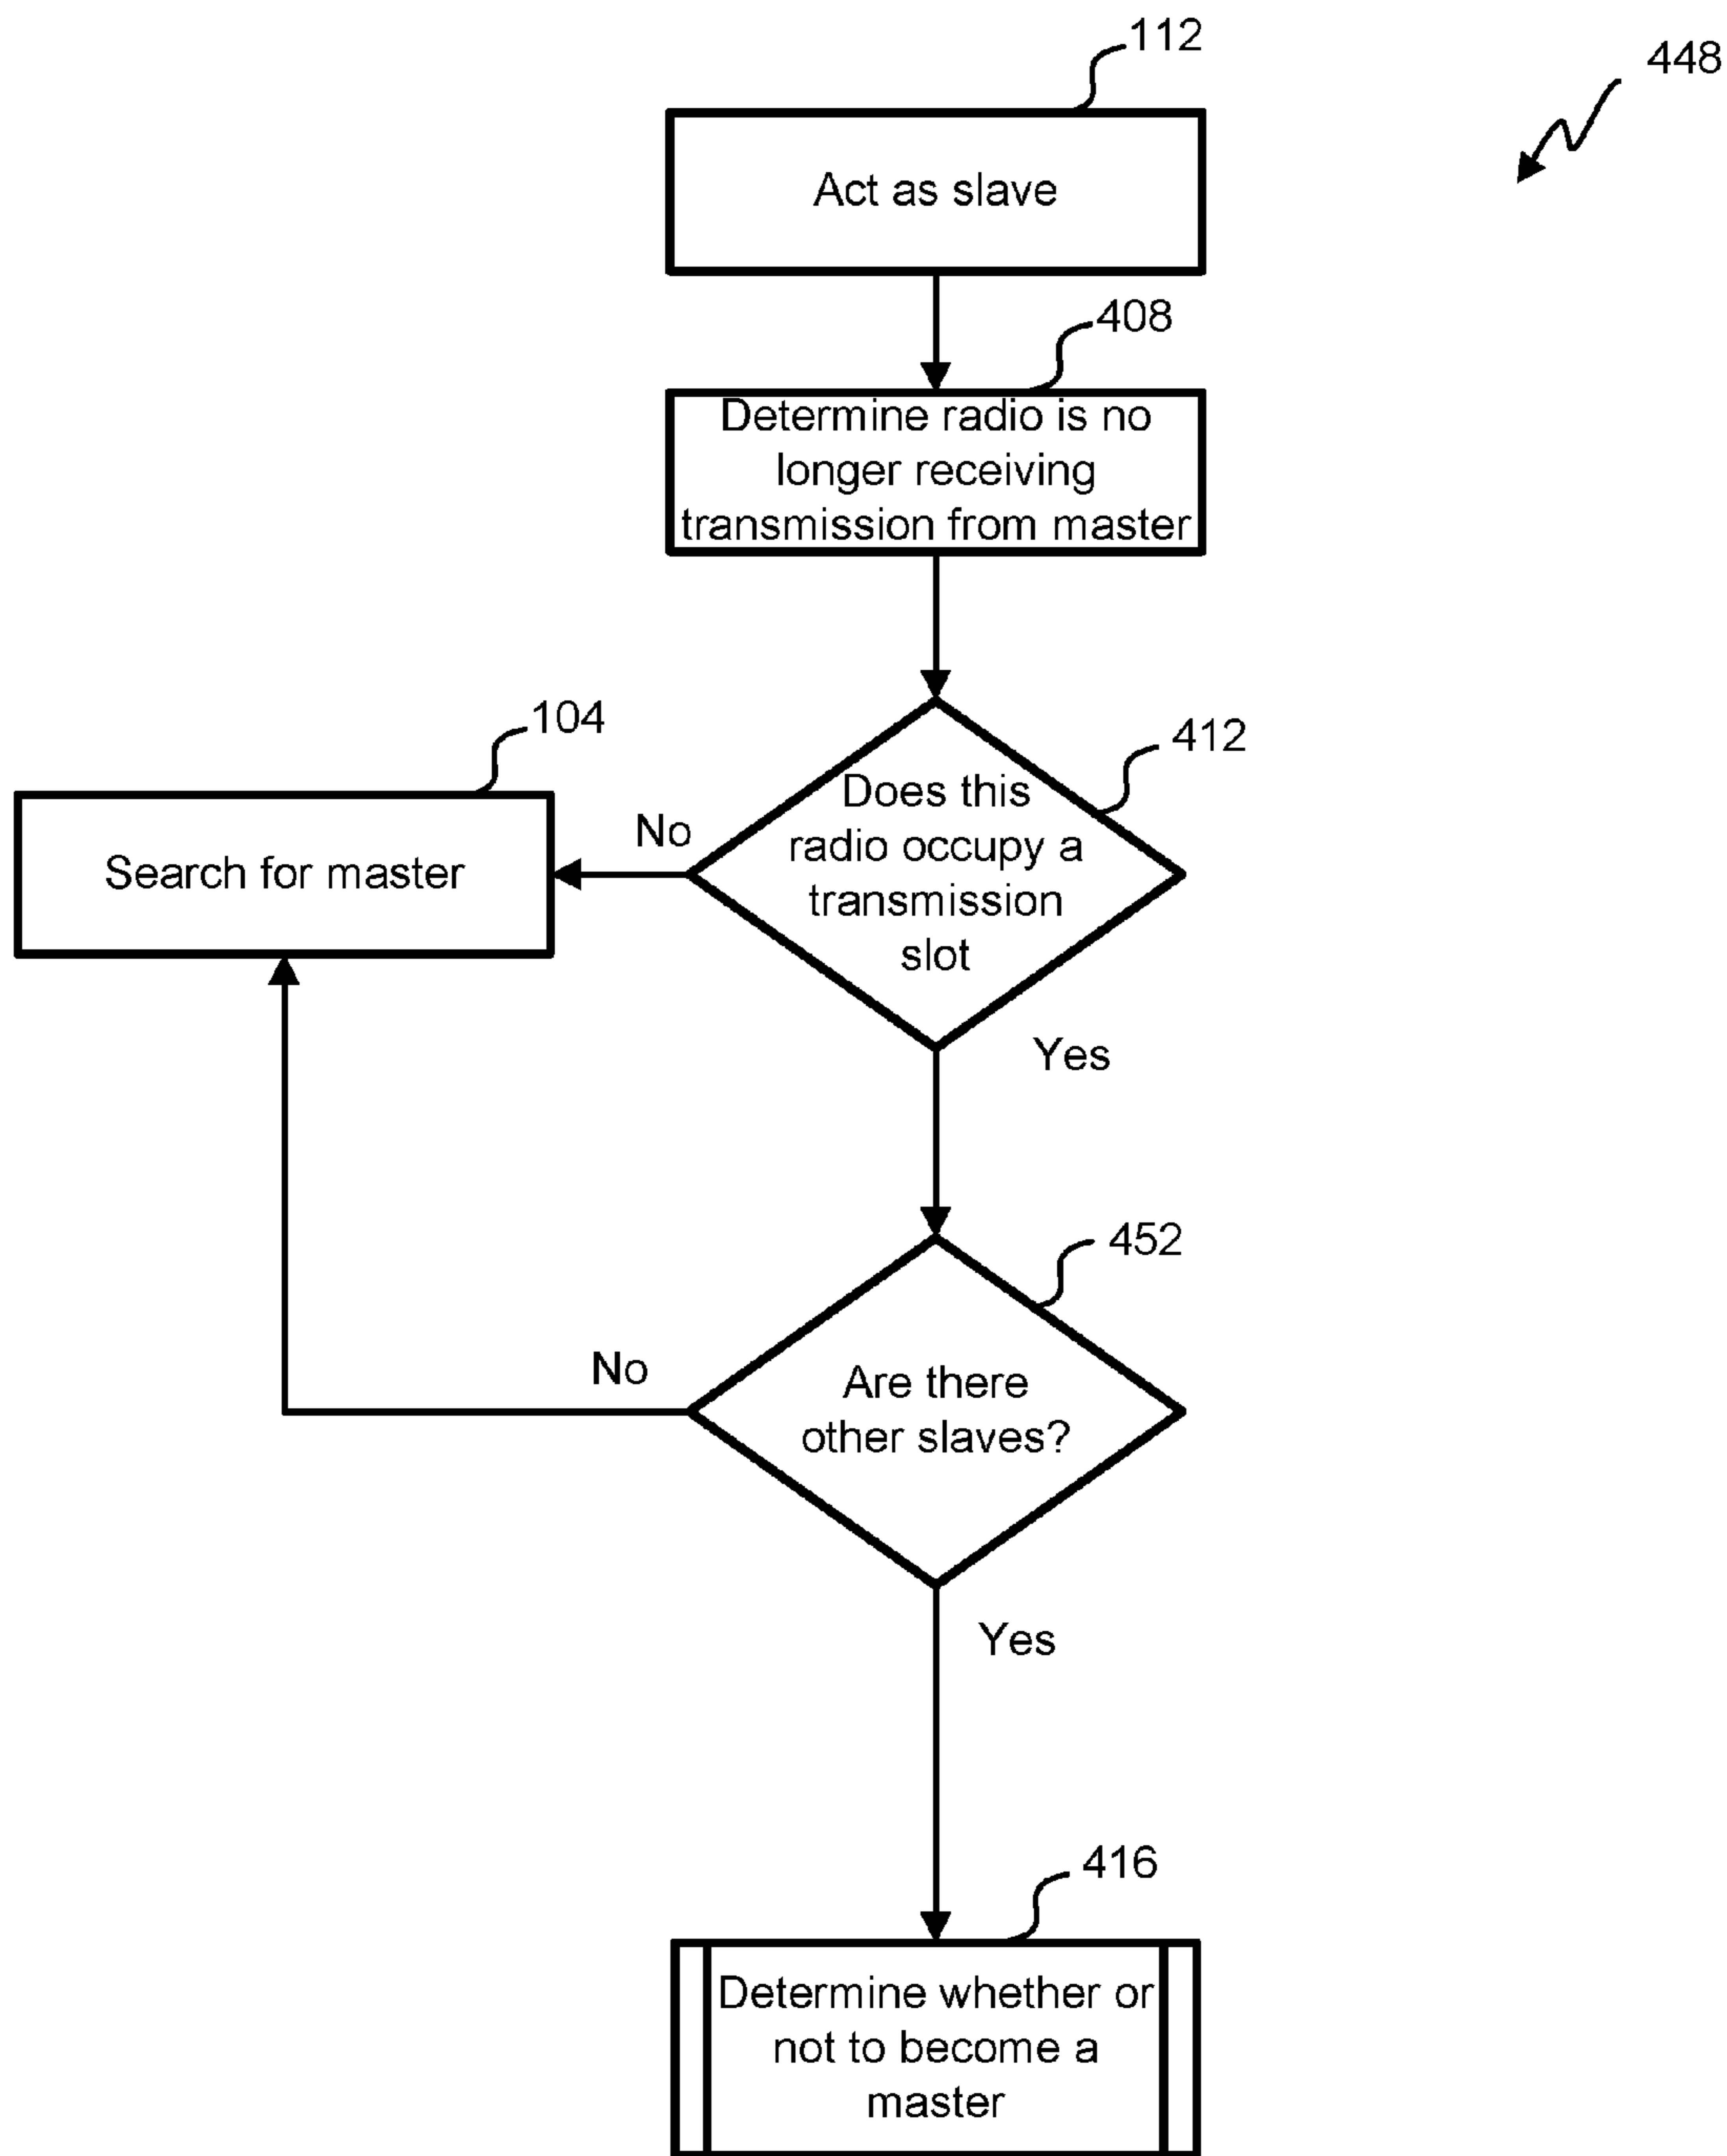 112
448
Act as slave
408
Determine radio is no
longer receiving
transmission from master
104
412
Does this
radio occupy a
transmission
slot
No
Search for master
Yes
452
No
Are there
other slaves?
Yes
416
Determine whether or
not to become a
master